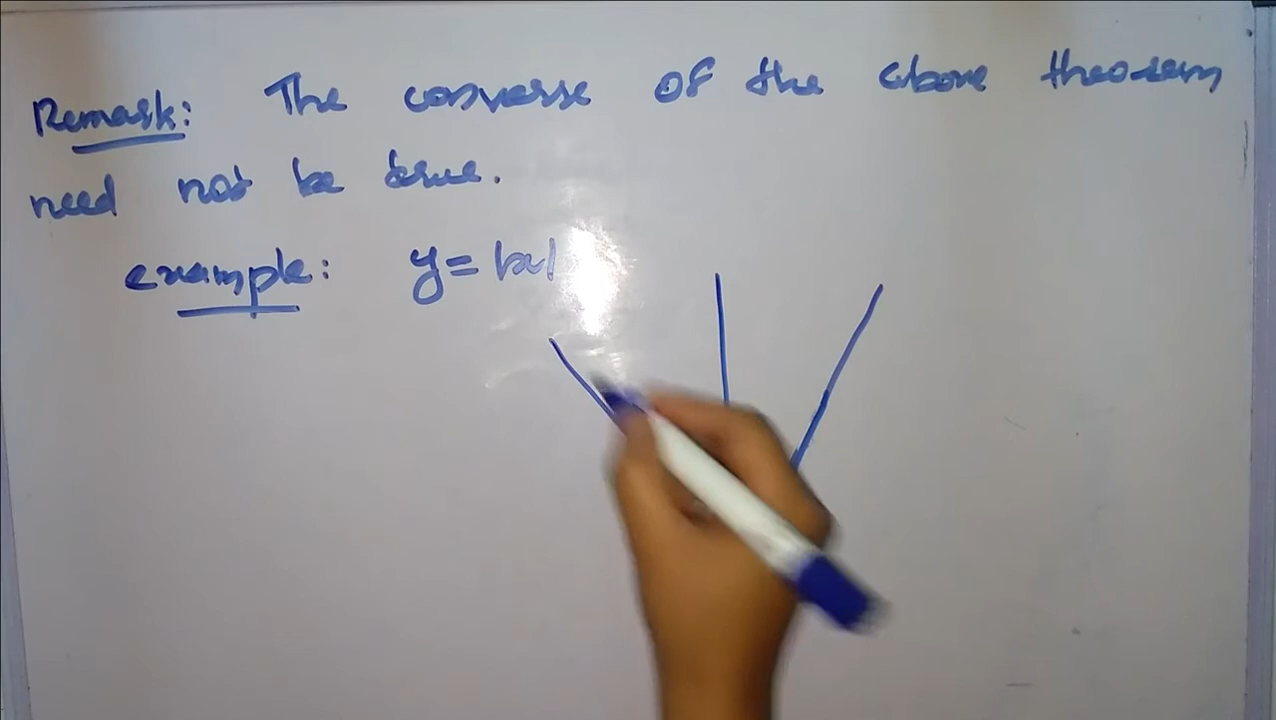 Remark: The converse of the above theorem
need not be true.
example: y = |x|